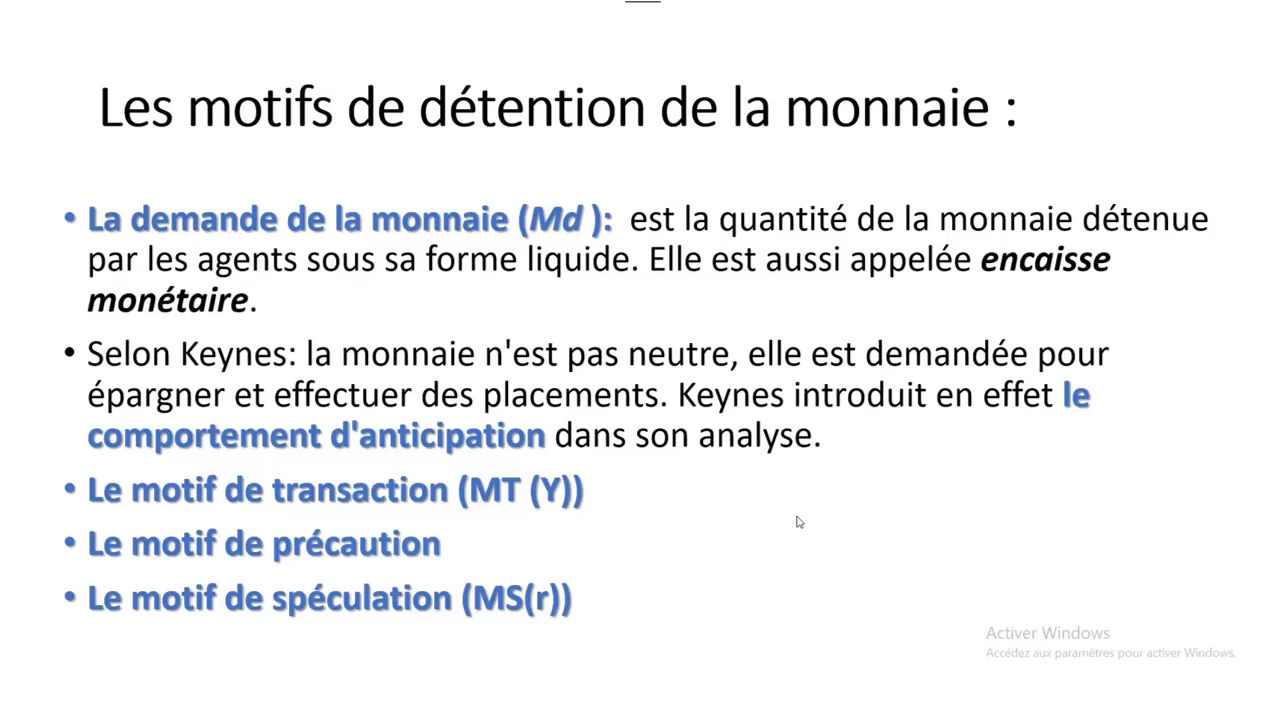 Les motifs de détention de la monnaie :
• La demande de la monnaie (Md ): est la quantité de la monnaie détenue
par les agents sous sa forme liquide. Elle est aussi appelée encaisse
monétaire.
• Selon Keynes: la monnaie n'est pas neutre, elle est demandée pour
épargner et effectuer des placements. Keynes introduit en effet le
comportement d'anticipation dans son analyse.
• Le motif de transaction (MT (Y))
• Le motif de précaution
• Le motif de spéculation (MS(r))
Activer Windows
Accédez aux paramètres pour activer Windows.